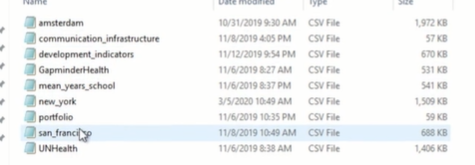 Name Date modified Type Size
amsterdam 10/31/2019 9:30 AM CSV File 1,972 KB
communication_infrastructure 11/8/2019 4:05 PM CSV File 57 KB
development_indicators 11/12/2019 9:54 PM CSV File 670 KB
GapminderHealth 11/6/2019 8:27 AM CSV File 531 KB
mean_years_school 11/6/2019 8:37 PM CSV File 541 KB
new_york 3/5/2020 10:49 AM CSV File 1,509 KB
portfolio 11/6/2019 10:35 PM CSV File 59 KB
san_francisco 11/8/2019 10:49 AM CSV File 688 KB
UNHealth 11/6/2019 8:38 AM CSV File 1,406 KB